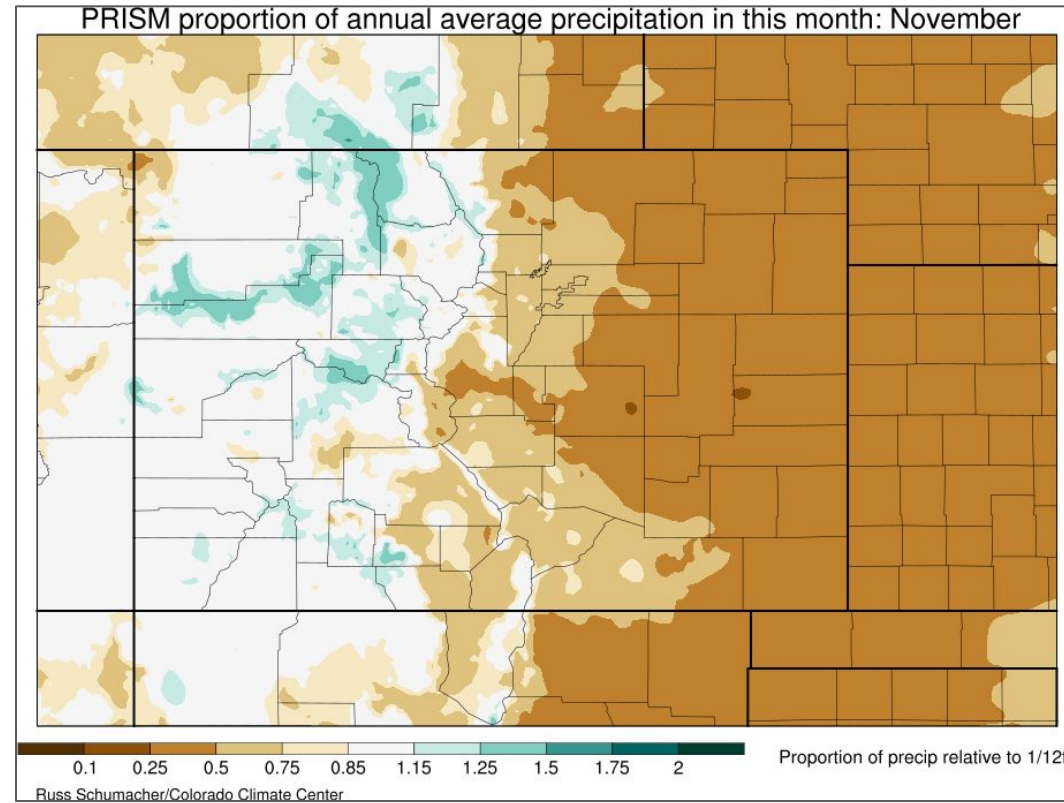 PRISM proportion of annual average precipitation in this month: November
0.1 0.25 0.5 0.75 0.85 1.15 1.25 1.5 1.75 2
Proportion of precip relative to 1/12t
Russ Schumacher/Colorado Climate Center